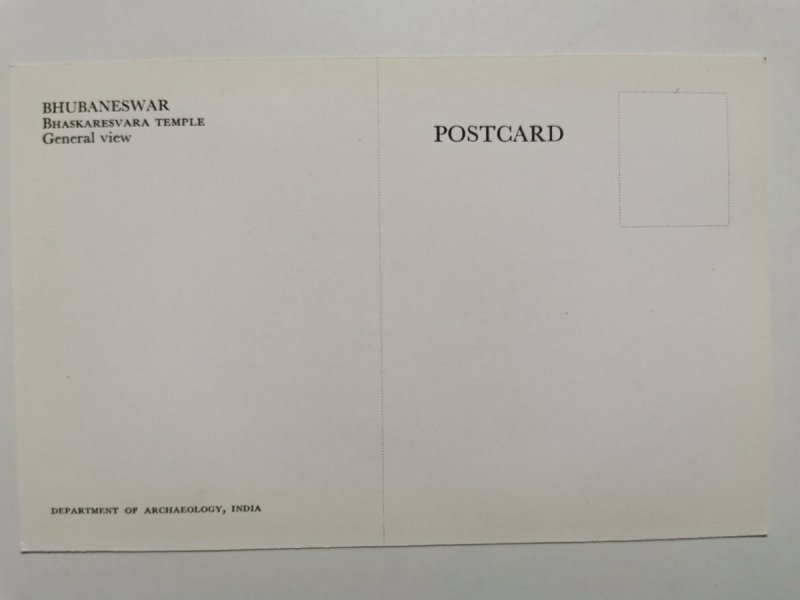 BHUBANESWAR
BHASKARESVARA TEMPLE
General view
POSTCARD
DEPARTMENT OF ARCHAEOLOGY, INDIA